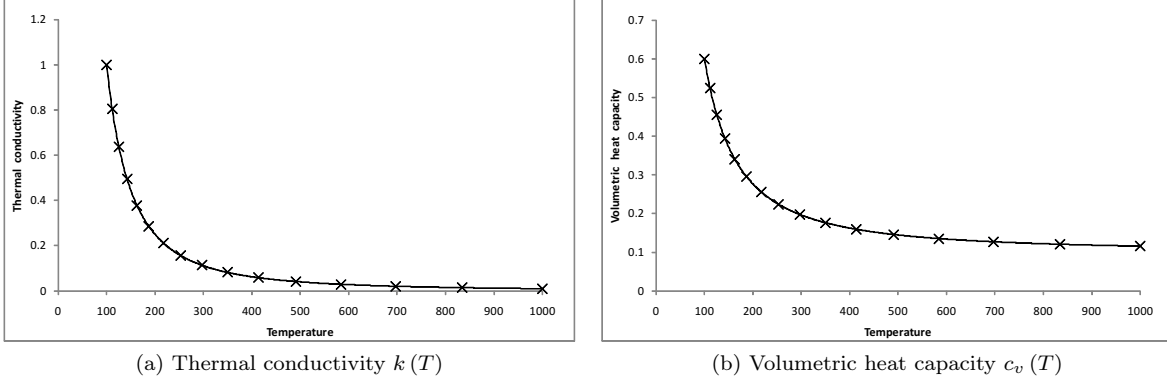 1.2
1
0.8
0.6
0.4
0.2
0
0 100 200 300 400 500 600 700 800 900 1000
Thermal conductivity
Temperature
(a) Thermal conductivity k (T)
0.7
0.6
0.5
0.4
0.3
0.2
0.1
0
0 100 200 300 400 500 600 700 800 900 1000
Volumetric heat capacity
Temperature
(b) Volumetric heat capacity cᵥ (T)